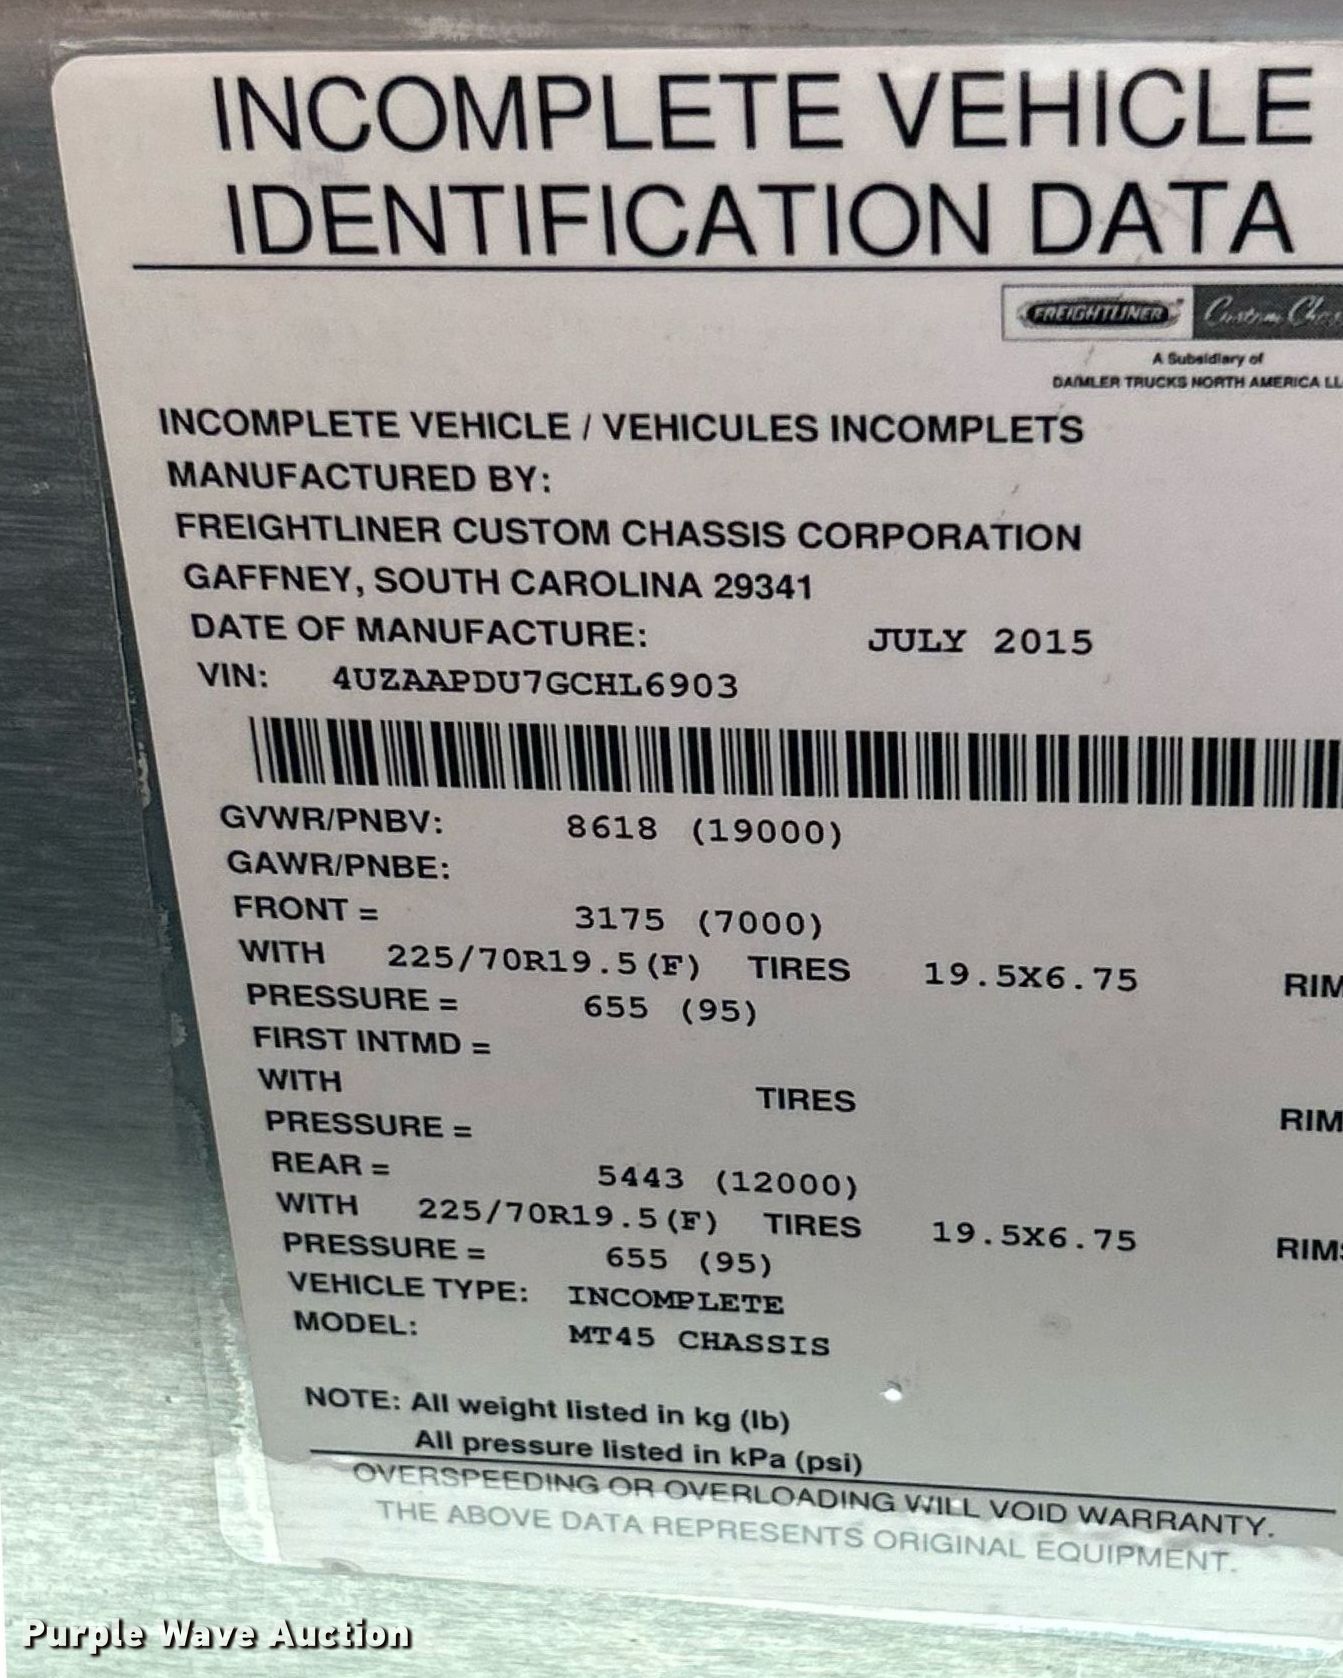 INCOMPLETE VEHICLE
IDENTIFICATION DATA
FREIGHTLINER Custom
A Subsidiary of
DAIMLER TRUCKS NORTH AMERICA LL
INCOMPLETE VEHICLE / VEHICULES INCOMPLETS
MANUFACTURED BY:
FREIGHTLINER CUSTOM CHASSIS CORPORATION
GAFFNEY, SOUTH CAROLINA 29341
DATE OF MANUFACTURE: JULY 2015
VIN: 4UZAAPDU7GCHL6903
GVWR/PNBV: 8618 (19000)
GAWR/PNBE:
FRONT = 3175 (7000)
WITH 225/70R19.5(F) TIRES 19.5X6.75 RIM
PRESSURE = 655 (95)
FIRST INTMD =
WITH TIRES RIM
PRESSURE =
REAR = 5443 (12000)
WITH 225/70R19.5(F) TIRES 19.5X6.75 RIMS
PRESSURE = 655 (95)
VEHICLE TYPE: INCOMPLETE
MODEL: MT45 CHASSIS
NOTE: All weight listed in kg (lb)
All pressure listed in kPa (psi)
OVERSPEEDING OR OVERLOADING WILL VOID WARRANTY.
THE ABOVE DATA REPRESENTS ORIGINAL EQUIPMENT.
Purple Wave Auction